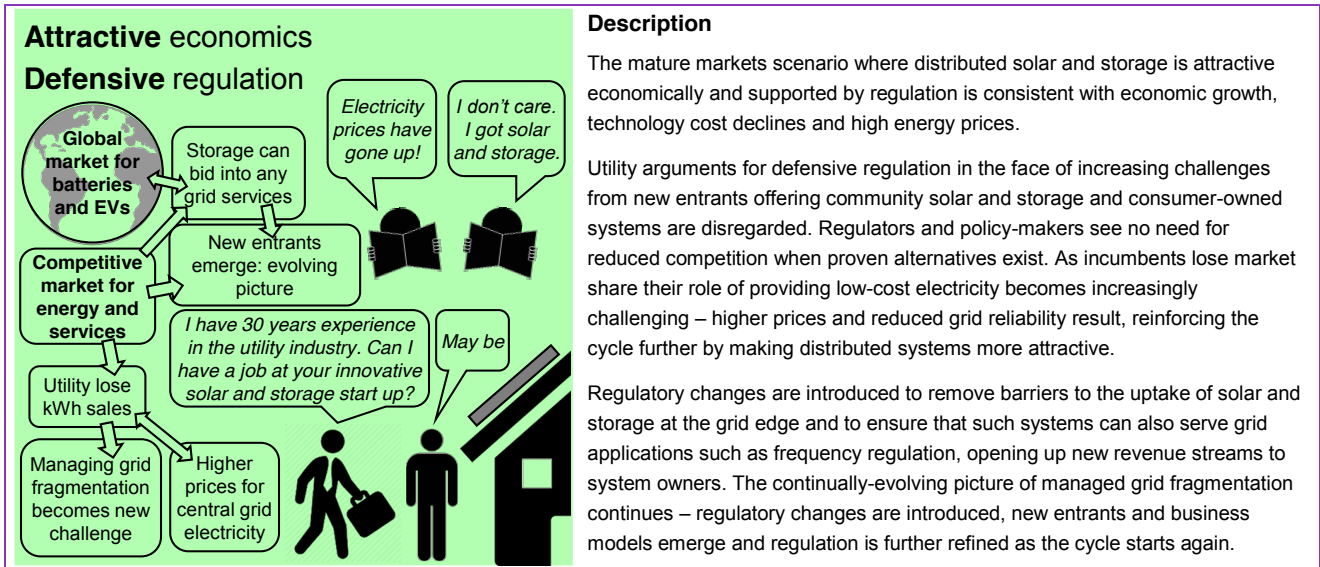 Attractive economics
Defensive regulation
Global
market for
batteries
and EVs
Storage can
bid into any
grid services
Electricity
prices have
gone up!
I don't care.
I got solar
and storage.
Competitive
market for
energy and
services
New entrants
emerge: evolving
picture
I have 30 years experience
in the utility industry. Can I
have a job at your innovative
solar and storage start up?
May be
Utility lose
kWh sales
Managing grid
fragmentation
becomes new
challenge
Higher
prices for
central grid
electricity
Description
The mature markets scenario where distributed solar and storage is attractive
economically and supported by regulation is consistent with economic growth,
technology cost declines and high energy prices.
Utility arguments for defensive regulation in the face of increasing challenges
from new entrants offering community solar and storage and consumer-owned
systems are disregarded. Regulators and policy-makers see no need for
reduced competition when proven alternatives exist. As incumbents lose market
share their role of providing low-cost electricity becomes increasingly
challenging – higher prices and reduced grid reliability result, reinforcing the
cycle further by making distributed systems more attractive.
Regulatory changes are introduced to remove barriers to the uptake of solar and
storage at the grid edge and to ensure that such systems can also serve grid
applications such as frequency regulation, opening up new revenue streams to
system owners. The continually-evolving picture of managed grid fragmentation
continues – regulatory changes are introduced, new entrants and business
models emerge and regulation is further refined as the cycle starts again.